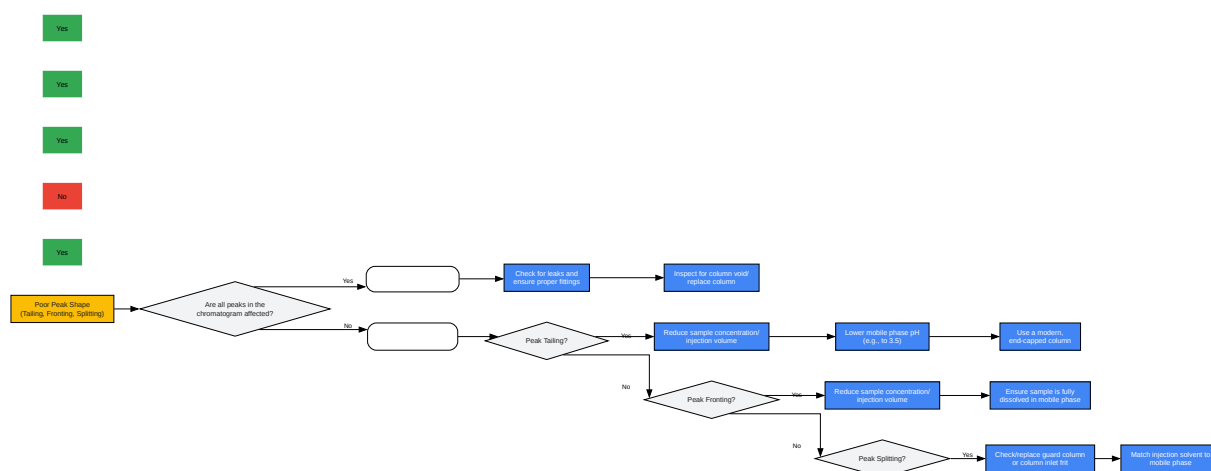 Yes
Yes
Yes
No
Yes
Poor Peak Shape
(Tailing, Fronting, Splitting)
Are all peaks in the
chromatogram affected?
Yes
Check for leaks and
ensure proper fittings
Inspect for column void/
replace column
No
Peak Tailing?
Yes
Reduce sample concentration/
injection volume
Lower mobile phase pH
(e.g., to 3.5)
Use a modern,
end-capped column
No
Peak Fronting?
Yes
Reduce sample concentration/
injection volume
Ensure sample is fully
dissolved in mobile phase
No
Peak Splitting?
Yes
Check/replace guard column
or column inlet frit
Match injection solvent to
mobile phase